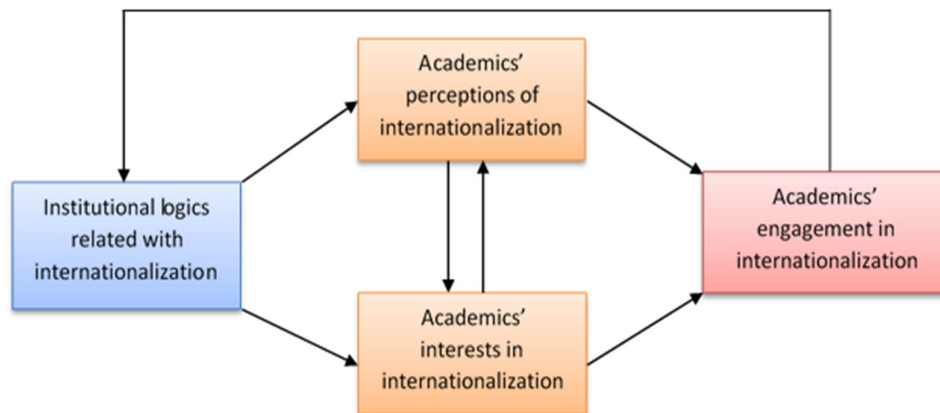 Academics’
perceptions of
internationalization
Institutional logics
related with
internationalization
Academics’
engagement in
internationalization
Academics’
interests in
internationalization